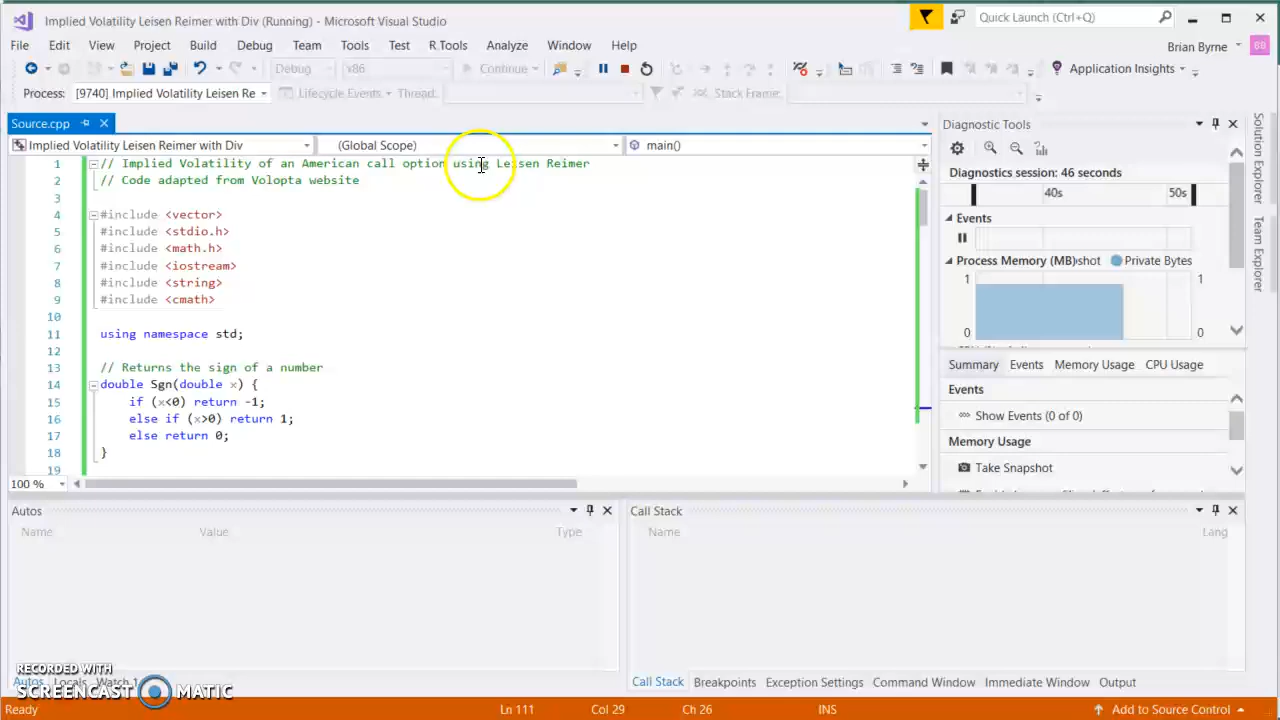 Implied Volatility Leisen Reimer with Div (Running) - Microsoft Visual Studio
Quick Launch (Ctrl+Q)
File Edit View Project Build Debug Team Tools Test R Tools Analyze Window Help
Brian Byrne BB
Debug x86 Continue Application Insights
Process: [9740] Implied Volatility Leisen Re Lifecycle Events Thread: Stack Frame:
Source.cpp
Implied Volatility Leisen Reimer with Div (Global Scope) main()
1 // Implied Volatility of an American call option using Leisen Reimer
2 // Code adapted from Volopta website
3
4 #include <vector>
5 #include <stdio.h>
6 #include <math.h>
7 #include <iostream>
8 #include <string>
9 #include <cmath>
10
11 using namespace std;
12
13 // Returns the sign of a number
14 double Sgn(double x) {
15 if (x<0) return -1;
16 else if (x>0) return 1;
17 else return 0;
18 }
19
100 %
Diagnostic Tools
Diagnostics session: 46 seconds
40s 50s
Events
Process Memory (MB) shot Private Bytes
1 1
0 0
Summary Events Memory Usage CPU Usage
Events
Show Events (0 of 0)
Memory Usage
Take Snapshot
Solution Explorer
Team Explorer
Autos
Name Value Type
Call Stack
Name Lang
Autos Locals Watch 1
RECORDED WITH
SCREENCAST MATIC
Call Stack Breakpoints Exception Settings Command Window Immediate Window Output
Ready Ln 111 Col 29 Ch 26 INS Add to Source Control